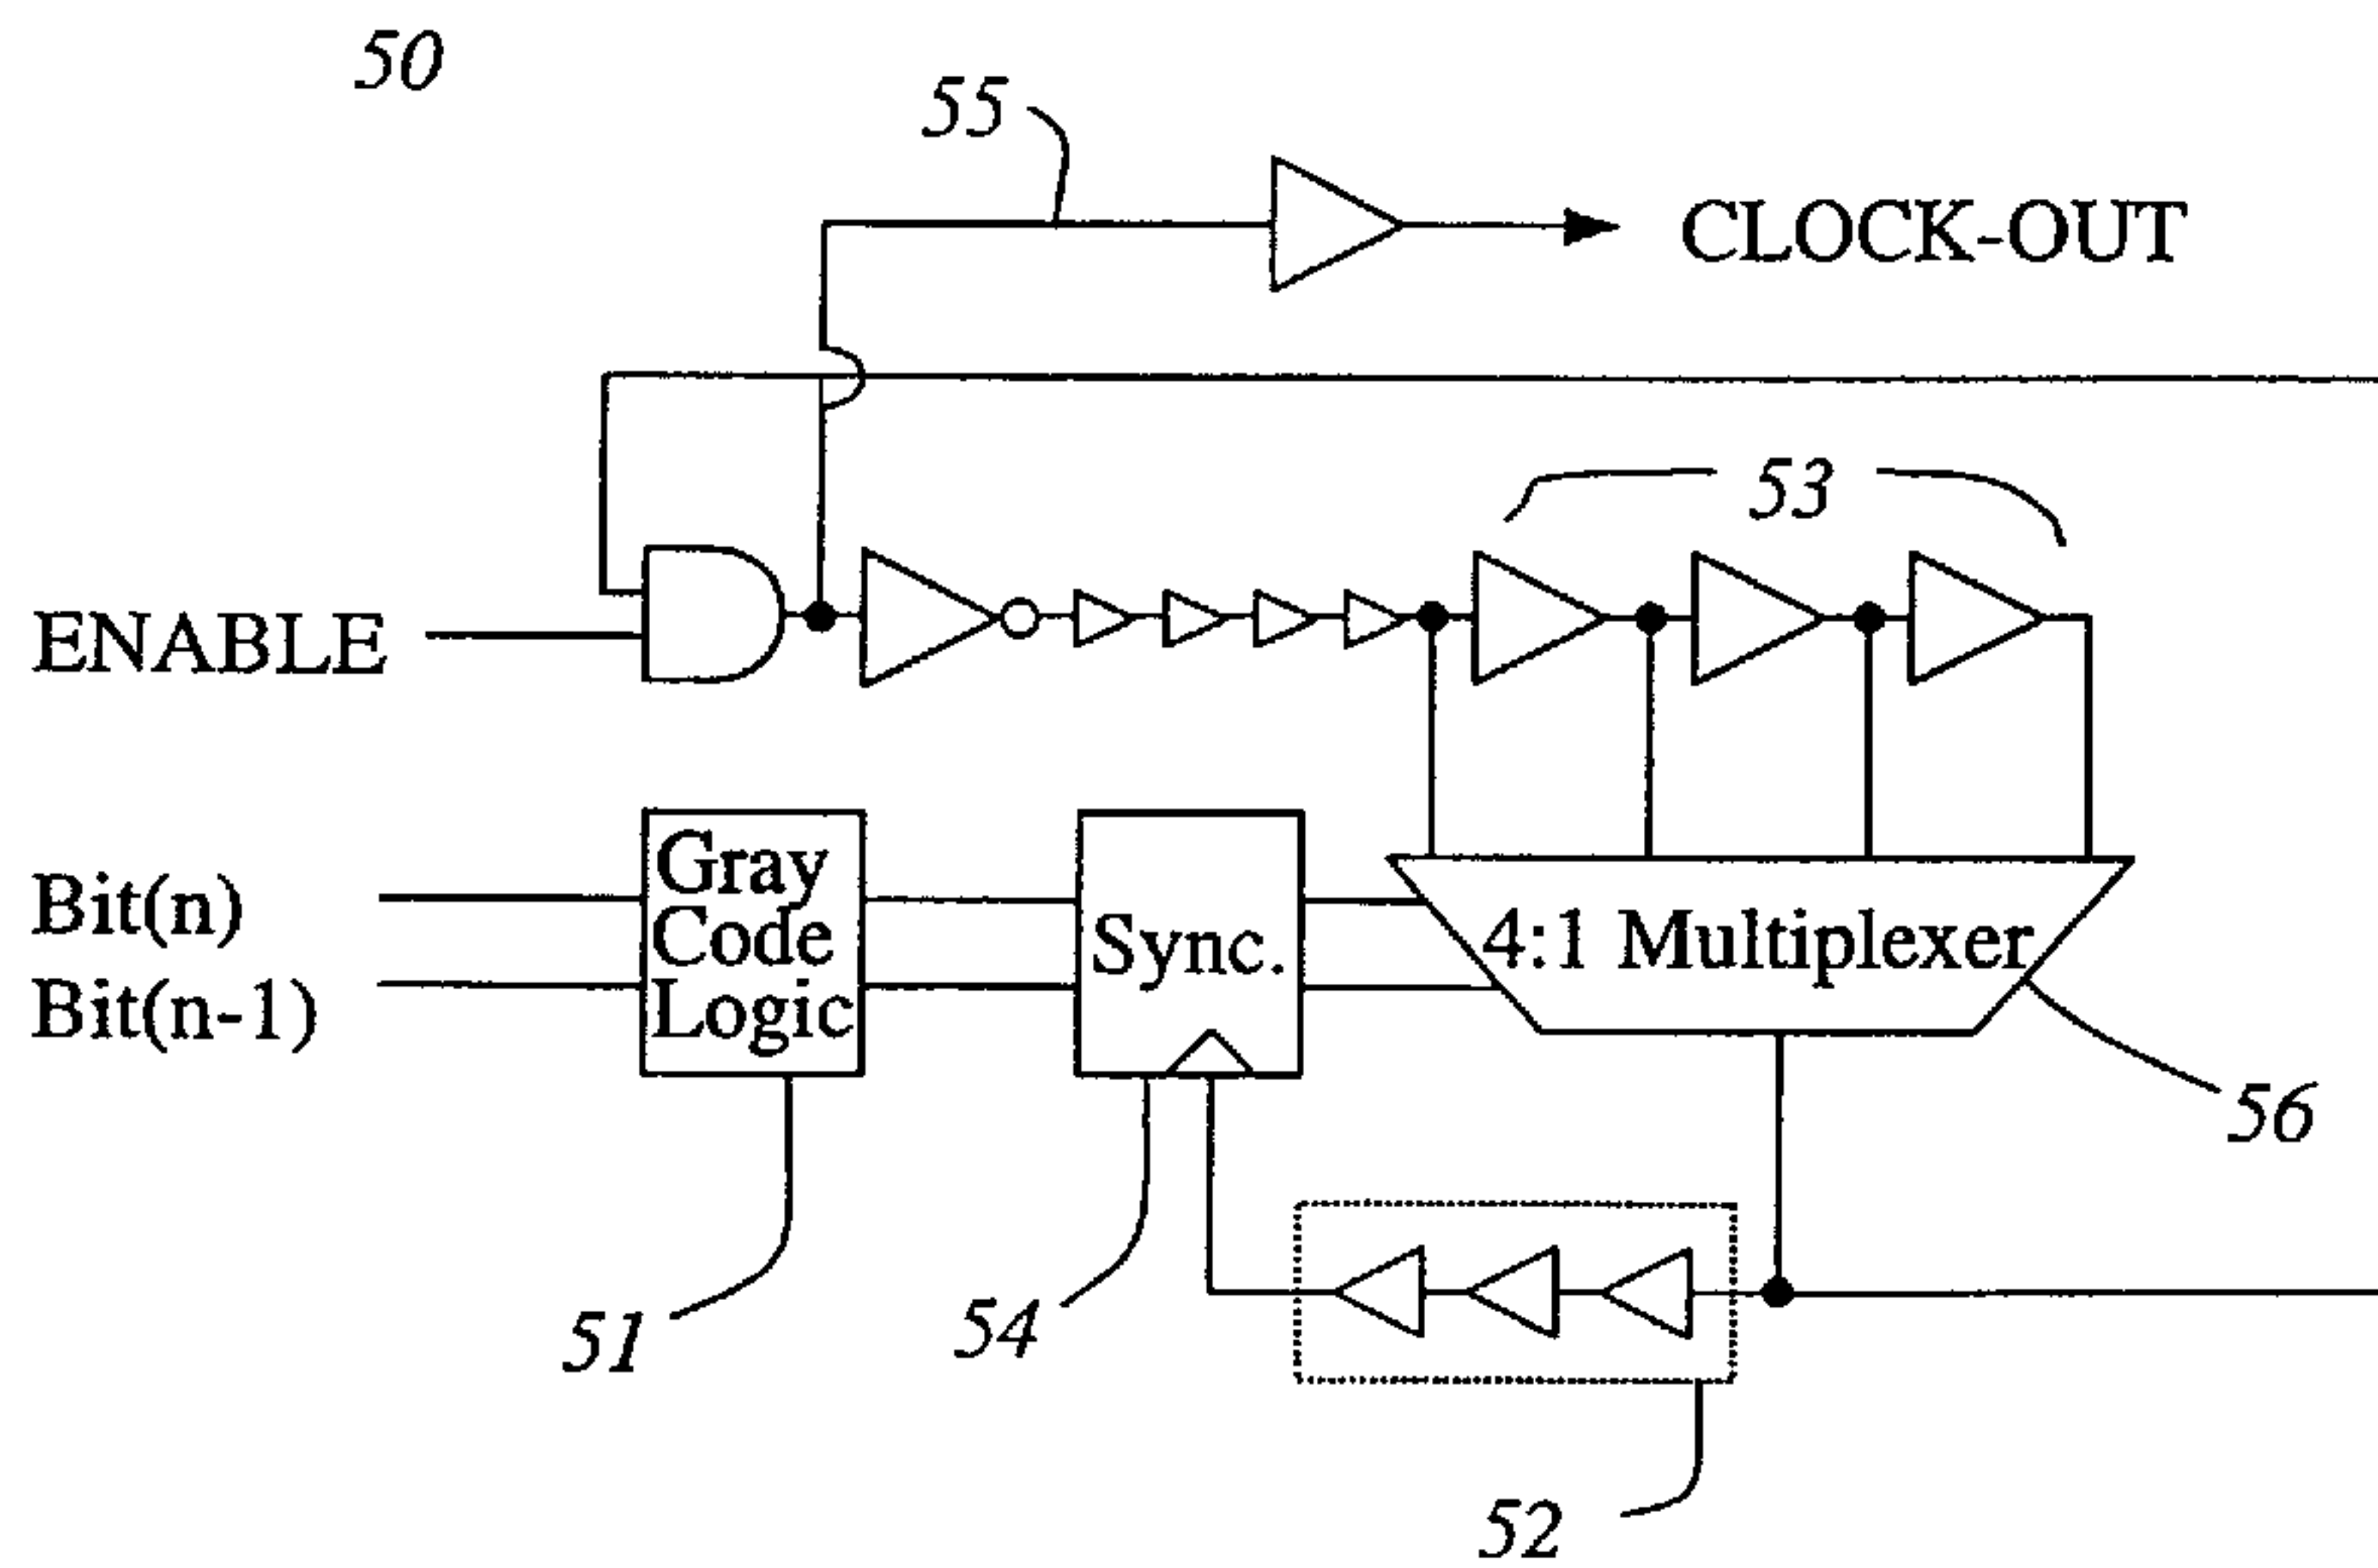 50
55
CLOCK-OUT
53
ENABLE
Gray
Code
Logic
Bit(n)
Bit(n-1)
Sync.
4:1 Multiplexer
56
51
54
52